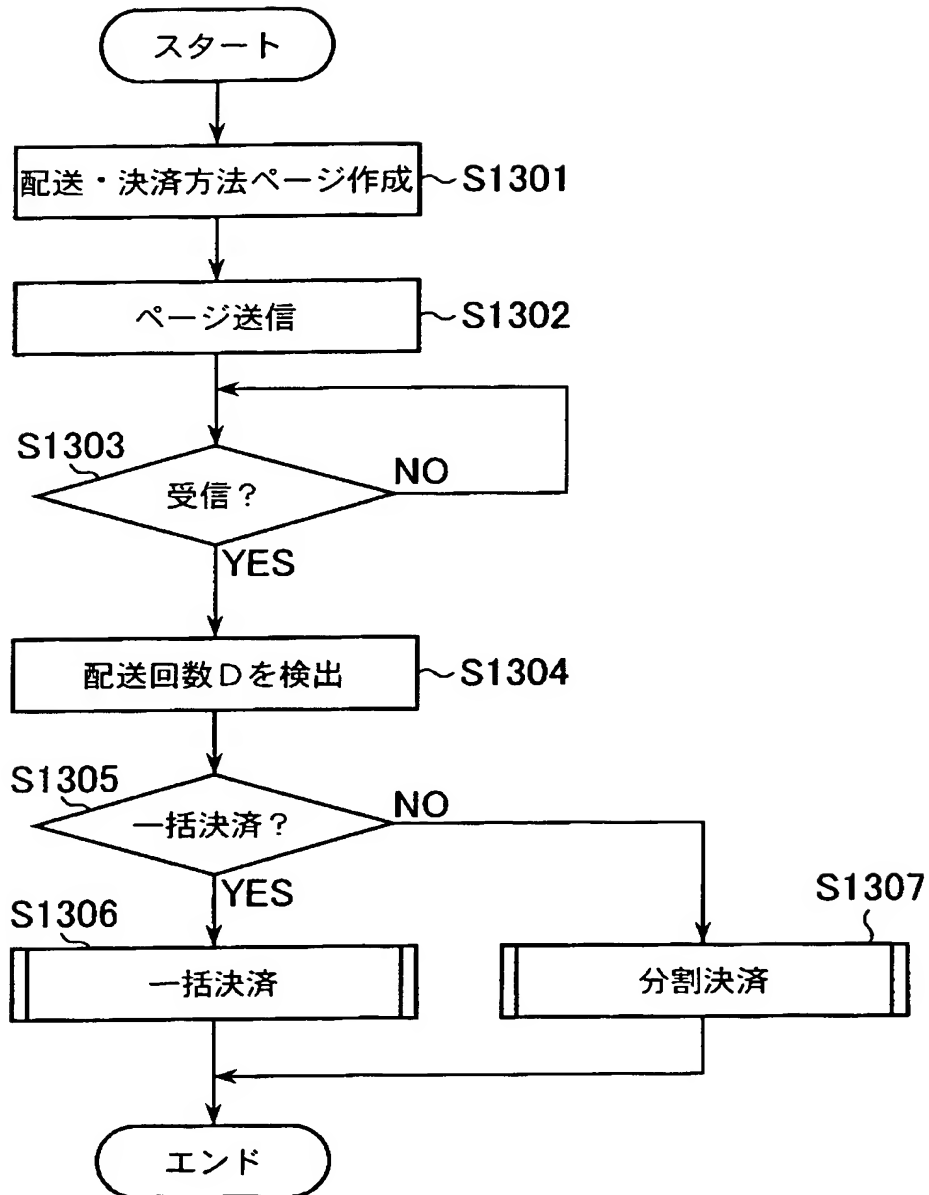 スタート
配送・決済方法ページ作成
S1301
ページ送信
S1302
S1303
受信？
NO
YES
配送回数Dを検出
S1304
S1305
一括決済？
NO
YES
S1306
一括決済
S1307
分割決済
エンド